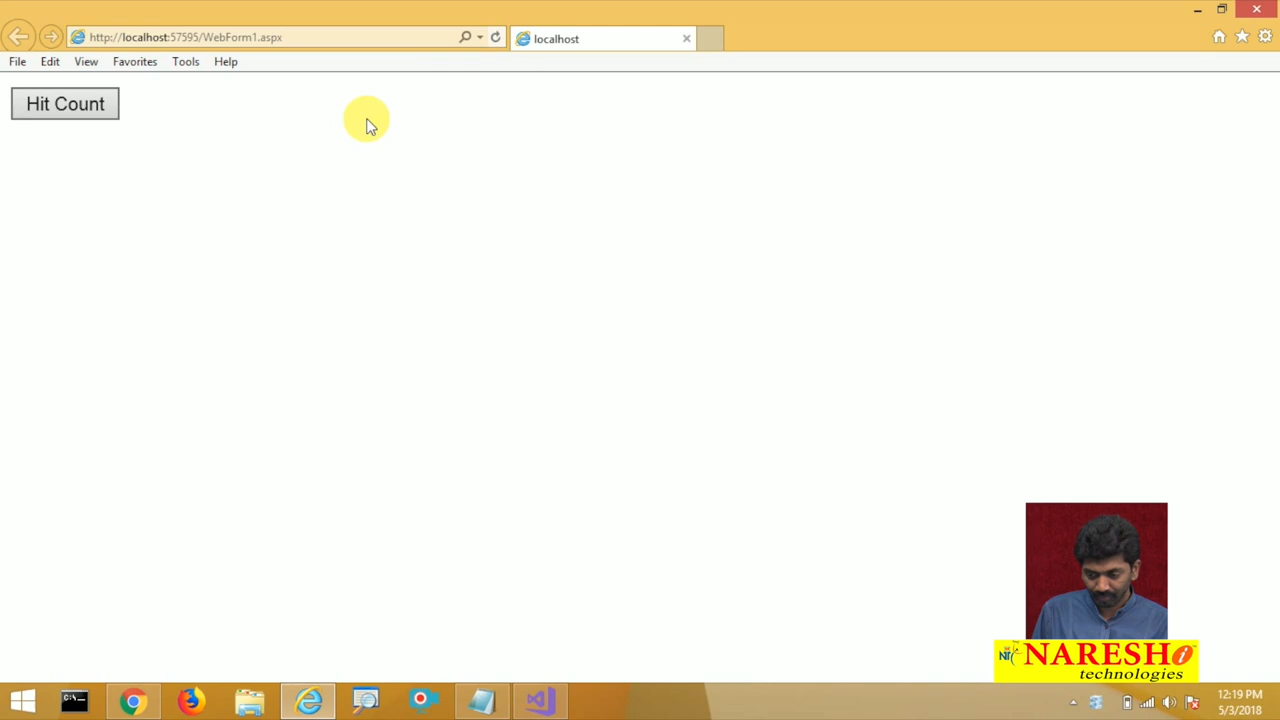 http://localhost:57595/WebForm1.aspx
localhost
File Edit View Favorites Tools Help
Hit Count
C:\_
NARESH i
technologies
12:19 PM
5/3/2018